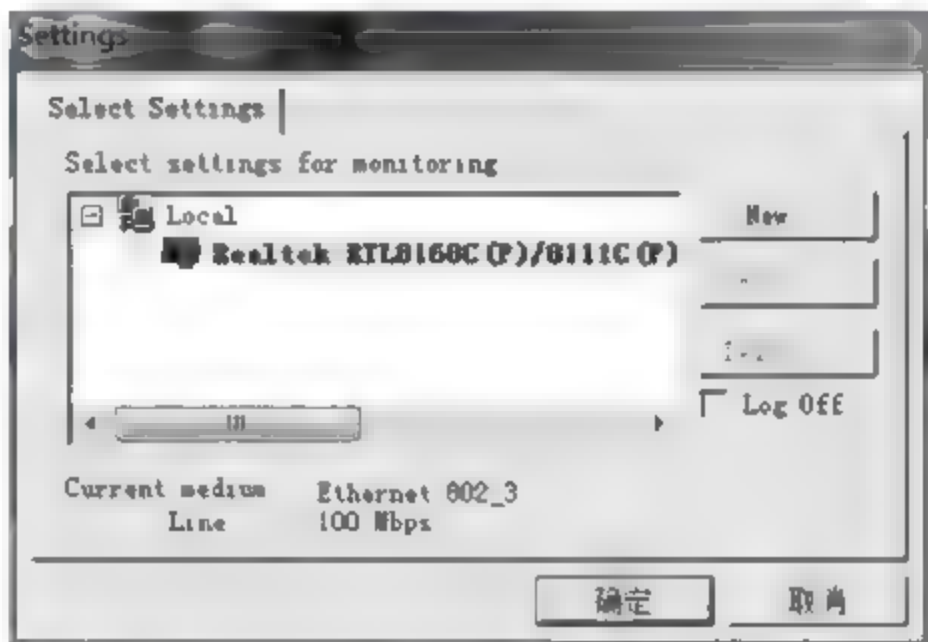 Settings
Select Settings
Select settings for monitoring
Local
New
Realtek RTL8168C(P)/8111C(P)
Log Off
Current medium Ethernet 802_3
Line 100 Mbps
确定 取消